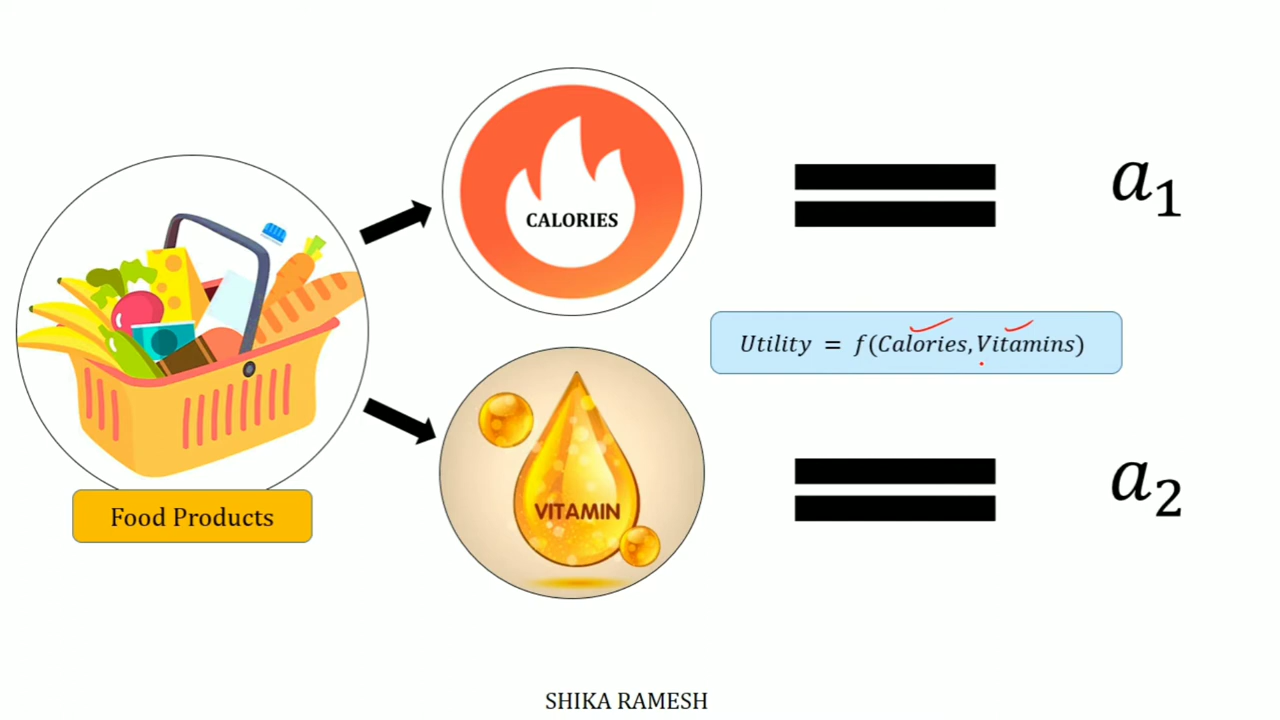 CALORIES
a₁
Utility = f(Calories, Vitamins)
VITAMIN
a₂
Food Products
SHIKA RAMESH